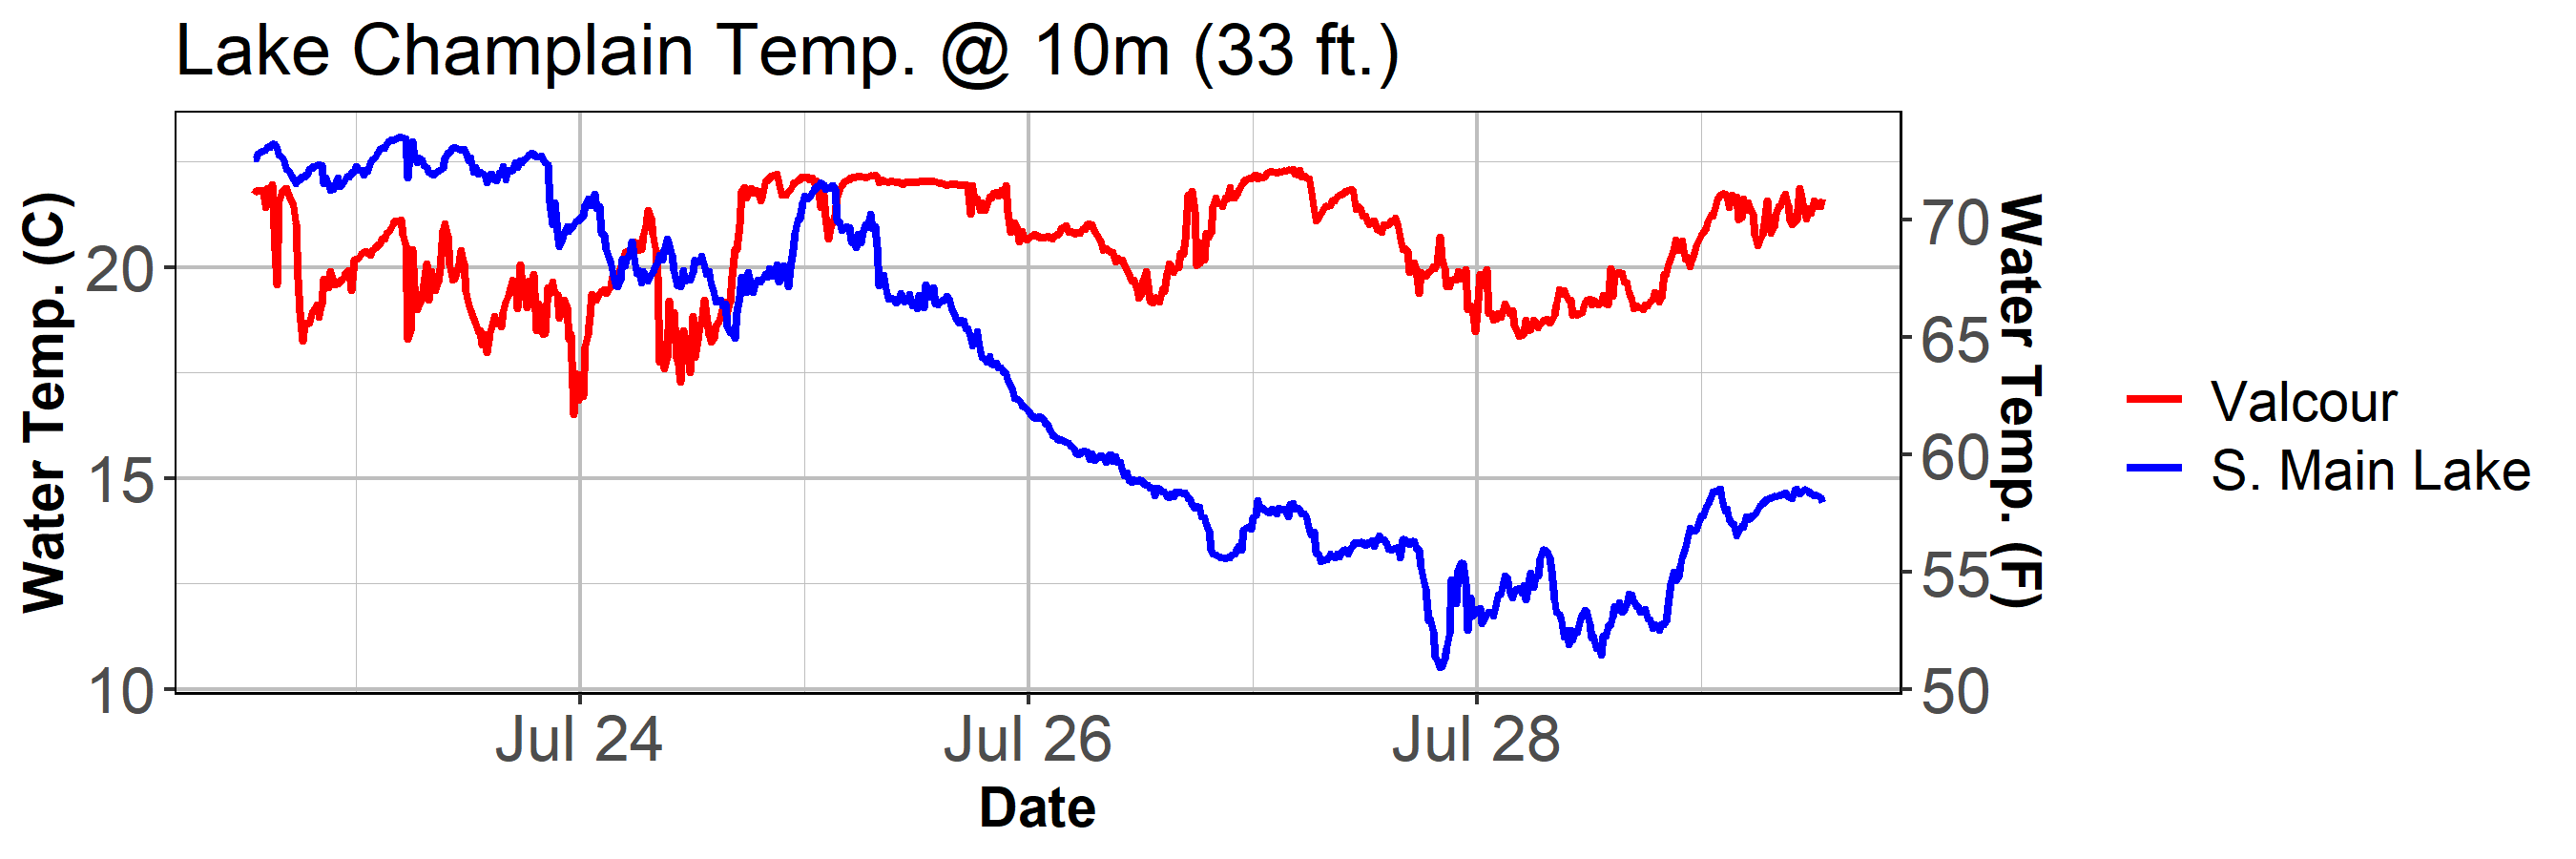 Lake Champlain Temp. @ 10m (33 ft.)
Water Temp. (C)
20
15
10
70
65
60
55
50
Water Temp. (F)
Jul 24
Jul 26
Jul 28
Date
Valcour
S. Main Lake